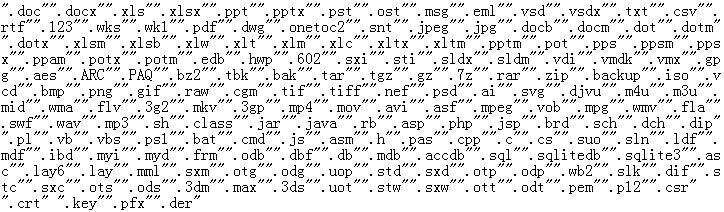 ".doc"".docx"".xls"".xlsx"".ppt"".pptx"".pst"".ost"".msg"".eml"".vsd"".vsdx"".txt"".csv"".
rtf"".123"".wks"".wk1"".pdf"".dwg"".onetoc2"".snt"".jpeg"".jpg"".docb"".docm"".dot"".dotm"
".dotx"".xlsm"".xlsb"".xlw"".xlt"".xlm"".xlc"".xltx"".xltm"".pptm"".pot"".pps"".ppsm"".pps
x"".ppam"".potx"".potm"".edb"".hwp"".602"".sxi"".sti"".sldx"".sldm"".vdi"".vmdk"".vmx"".gp
g"".aes"".ARC"".PAQ"".bz2"".tbk"".bak"".tar"".tgz"".gz"".7z"".rar"".zip"".backup"".iso"".v
cd"".bmp"".png"".gif"".raw"".cgm"".tif"".tiff"".nef"".psd"".ai"".svg"".djvu"".m4u"".m3u"".
mid"".wma"".flv"".3g2"".mkv"".3gp"".mp4"".mov"".avi"".asf"".mpeg"".vob"".mpg"".wmv"".fla"
".swf"".wav"".mp3"".sh"".class"".jar"".java"".rb"".asp"".php"".jsp"".brd"".sch"".dch"".dip
".pl"".vb"".vbs"".ps1"".bat"".cmd"".js"".asm"".h"".pas"".cpp"".c"".cs"".suo"".sln"".ldf"".
mdf"".ibd"".myi"".myd"".frm"".odb"".dbf"".db"".mdb"".accdb"".sql"".sqlitedb"".sqlite3"".as
c"".lay6"".lay"".mml"".sxm"".otg"".odg"".uop"".std"".sxd"".otp"".odp"".wb2"".slk"".dif"".s
tc"".sxc"".ots"".ods"".3dm"".max"".3ds"".uot"".stw"".sxw"".ott"".odt"".pem"".p12"".csr"
".crt" ".key"".pfx"".der"